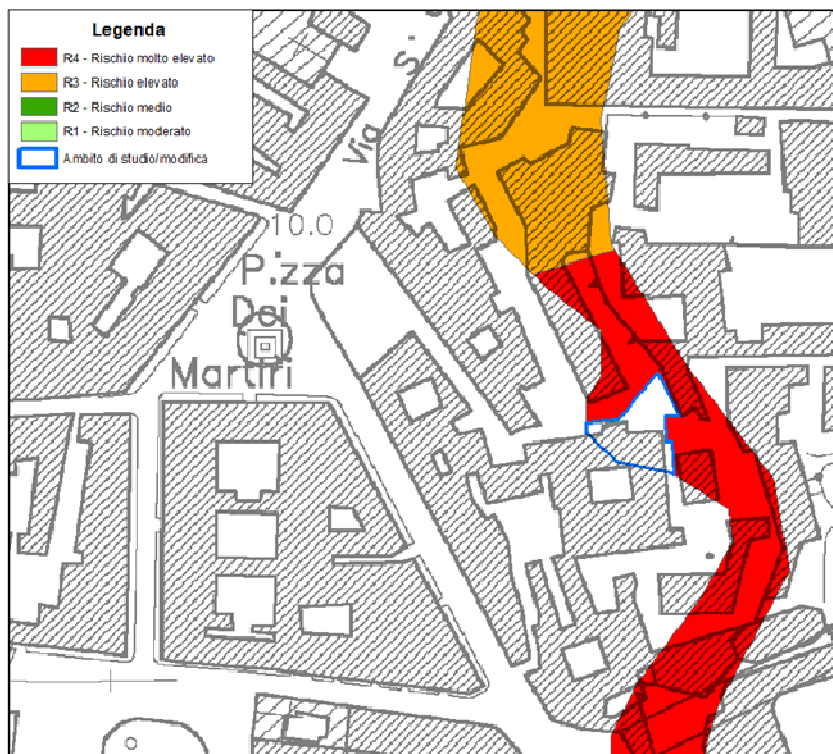 Legenda
R4 - Rischio molto elevato
R3 - Rischio elevato
R2 - Rischio medio
R1 - Rischio moderato
Ambito di studio/modifica
Via S.
10.0
P.zza
Dei
Martiri